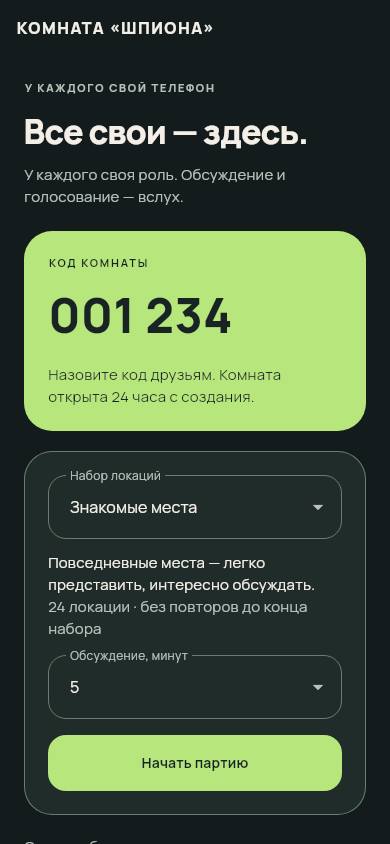 КОМНАТА «ШПИОНА»
У КАЖДОГО СВОЙ ТЕЛЕФОН
Все свои — здесь.
У каждого своя роль. Обсуждение и
голосование — вслух.
КОД КОМНАТЫ
001 234
Назовите код друзьям. Комната
открыта 24 часа с создания.
Набор локаций
Знакомые места
Повседневные места — легко
представить, интересно обсуждать.
24 локации · без повторов до конца
набора
Обсуждение, минут
5
Начать партию